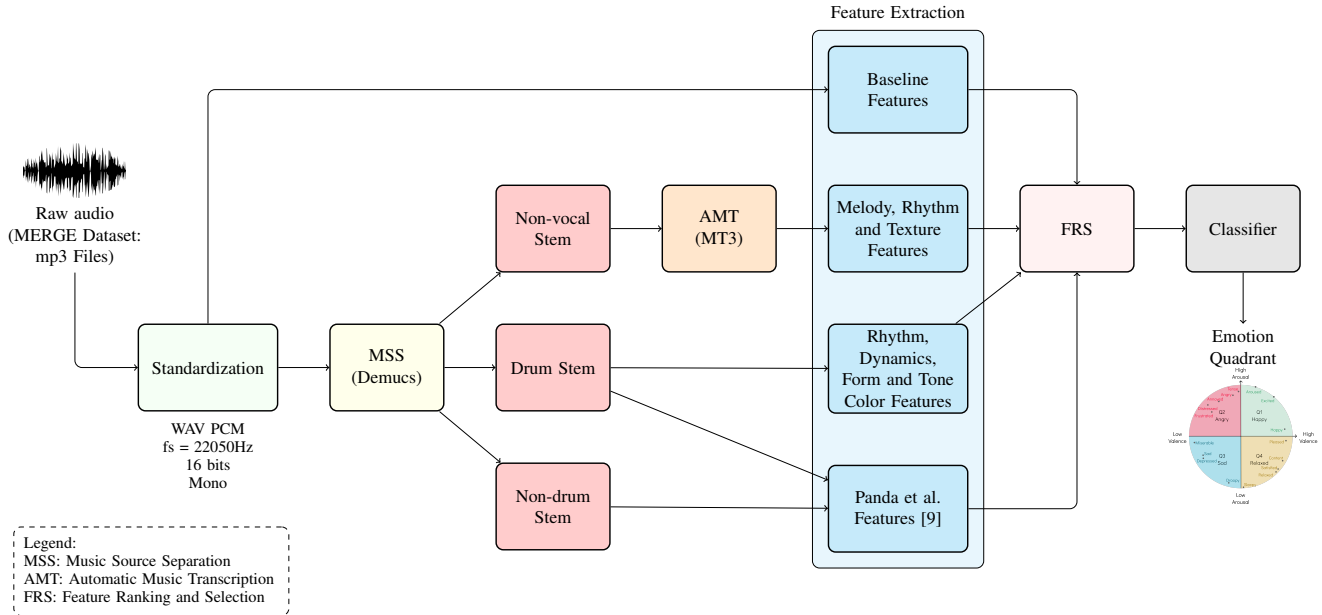 Feature Extraction
Baseline
Features
Raw audio
(MERGE Dataset:
mp3 Files)
Non-vocal
Stem
AMT
(MT3)
Melody, Rhythm
and Texture
Features
FRS
Classifier
Standardization
WAV PCM
fs = 22050Hz
16 bits
Mono
MSS
(Demucs)
Drum Stem
Rhythm,
Dynamics,
Form and Tone
Color Features
Non-drum
Stem
Panda et al.
Features [9]
Emotion
Quadrant
High
Arousal
Q2
Angry
Q1
Happy
Low
Valence
High
Valence
Q3
Sad
Q4
Relaxed
Low
Arousal
Legend:
MSS: Music Source Separation
AMT: Automatic Music Transcription
FRS: Feature Ranking and Selection